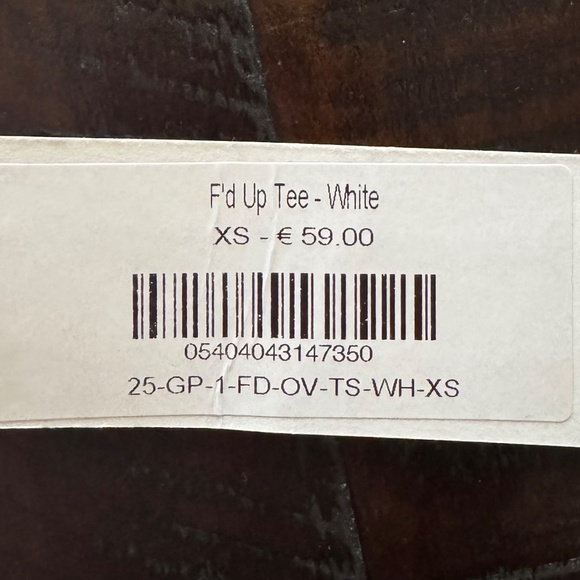 F'd Up Tee - White
XS - € 59.00
05404043147350
25-GP-1-FD-OV-TS-WH-XS